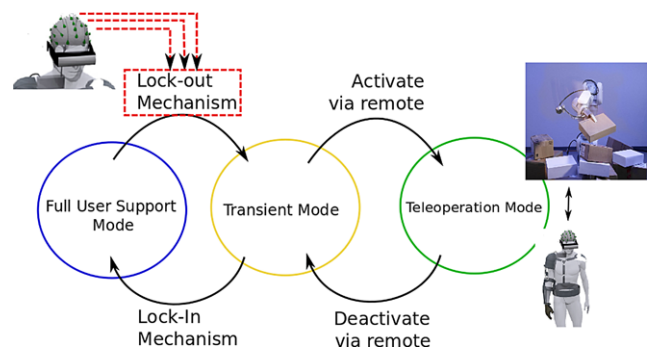 Lock-out
Mechanism
Activate
via remote
Full User Support
Mode
Transient Mode
Teleoperation Mode
Lock-In
Mechanism
Deactivate
via remote